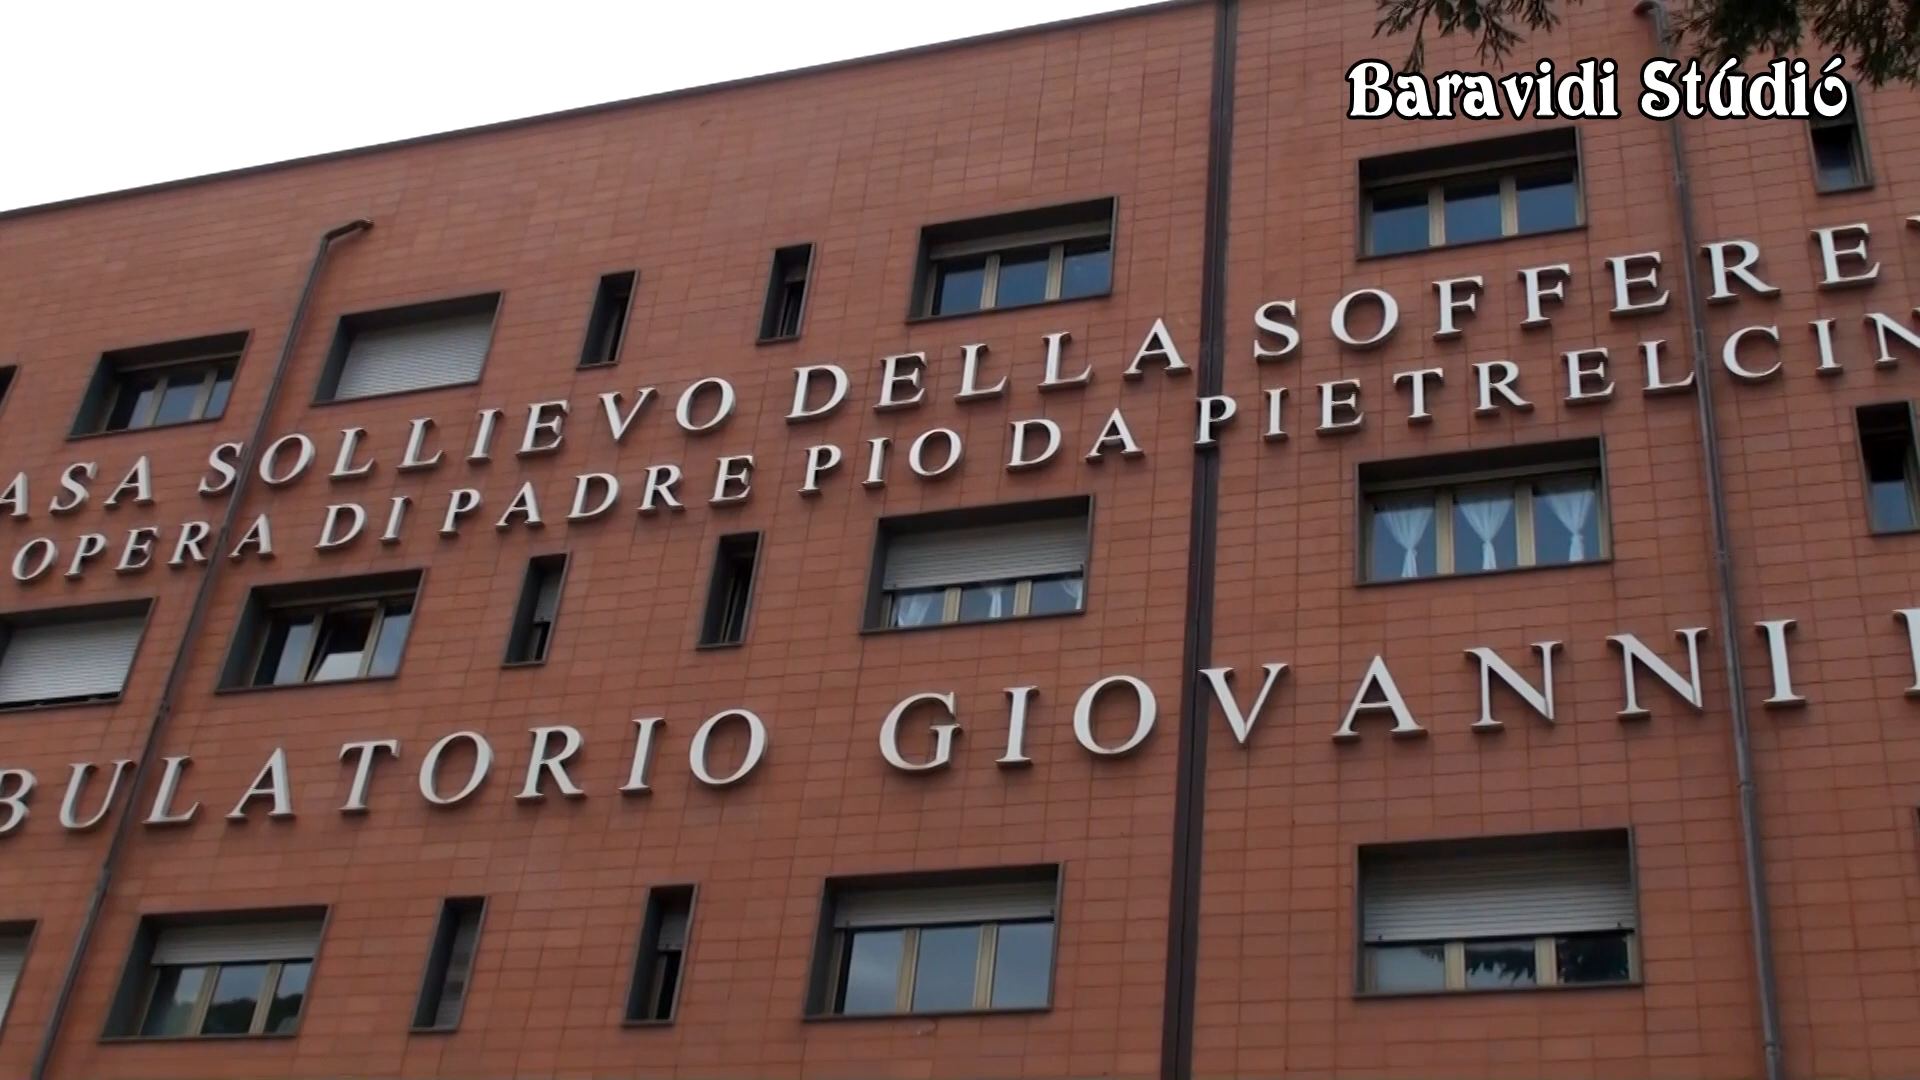 Baravidi Stúdió
ASA SOLLIEVO DELLA SOFFERE
OPERA DI PADRE PIO DA PIETRELCIN
BULATORIO GIOVANNI